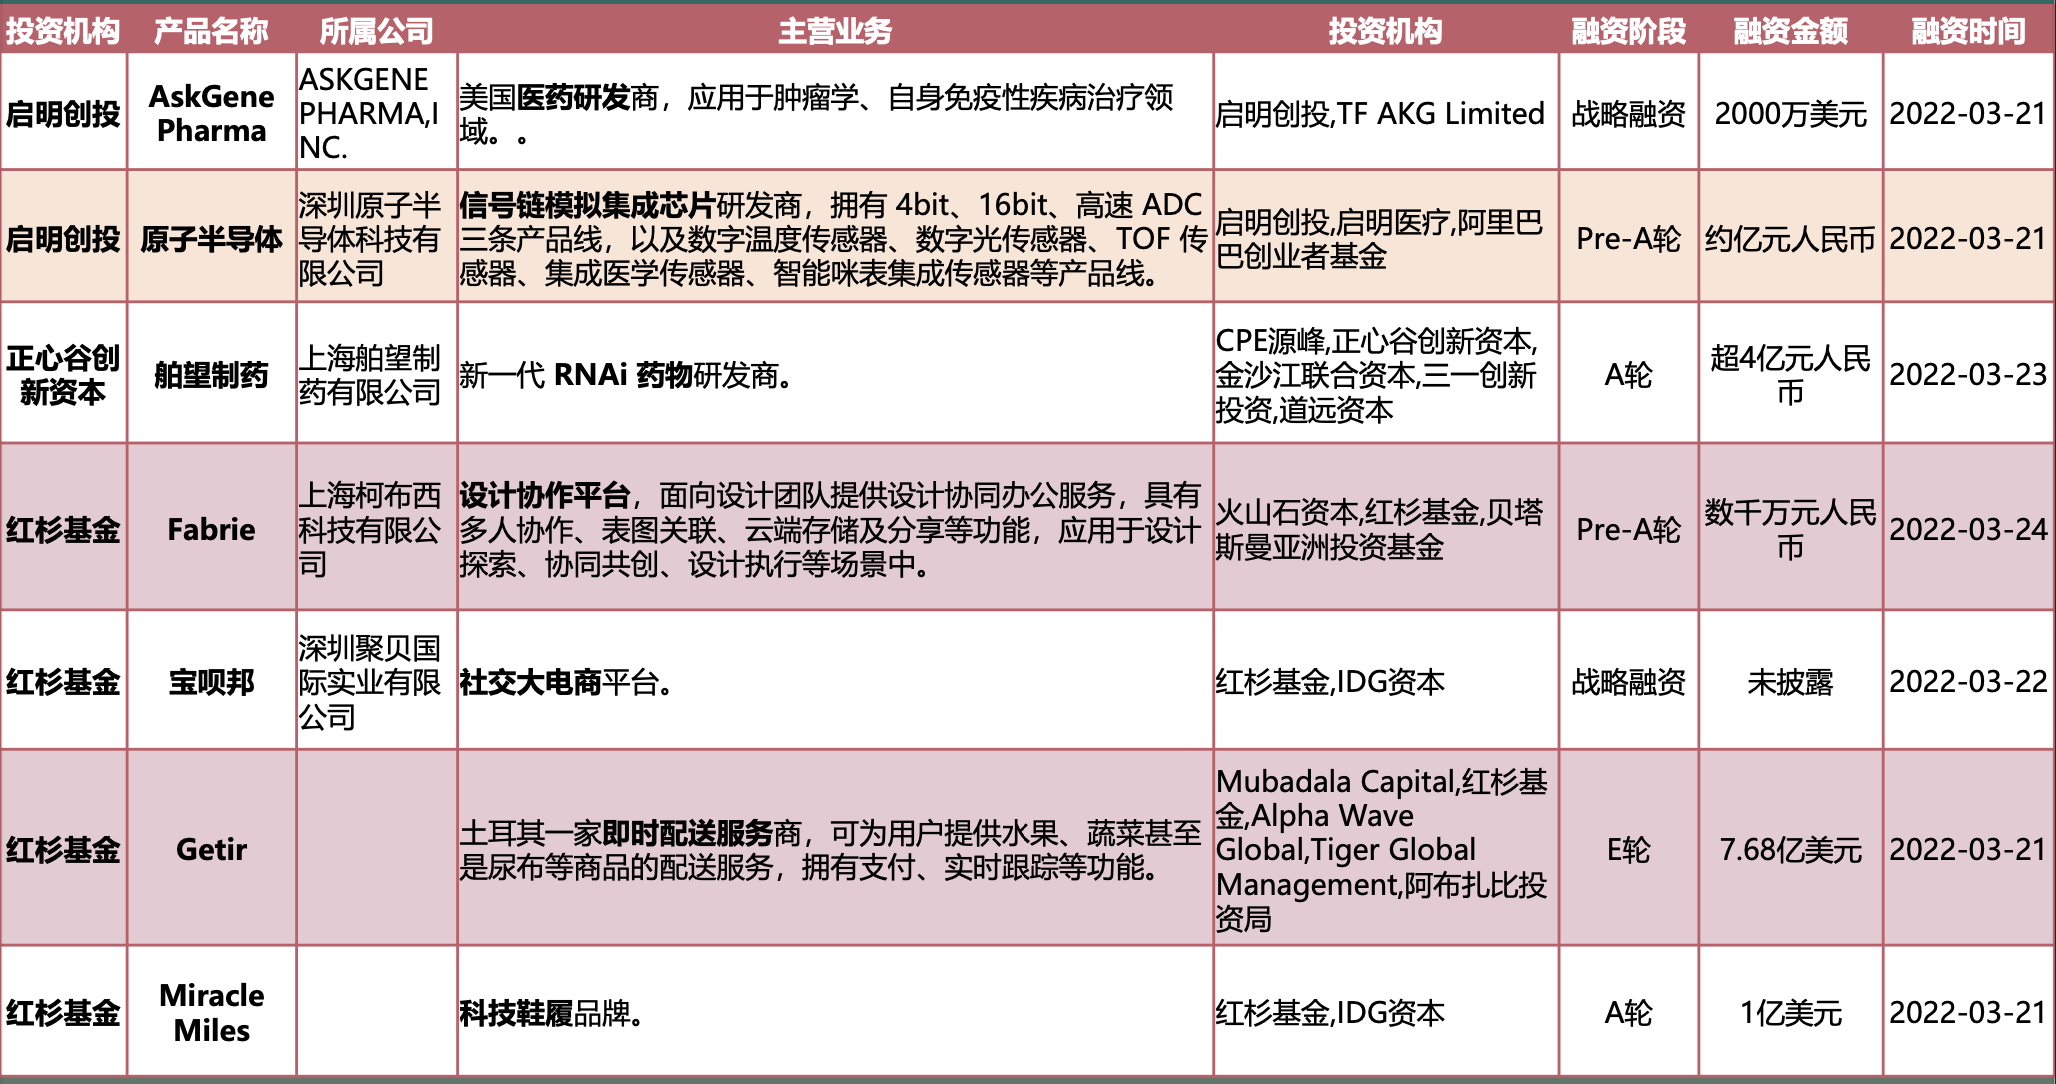 投资机构 产品名称 所属公司 主营业务 投资机构 融资阶段 融资金额 融资时间
启明创投
AskGene
Pharma
ASKGENE
PHARMA,I
NC.
美国医药研发商，应用于肿瘤学、自身免疫性疾病治疗领
域。。
启明创投,TF AKG Limited
战略融资
2000万美元
2022-03-21
启明创投
原子半导体
深圳原子半
导体科技有
限公司
信号链模拟集成芯片研发商，拥有 4bit、16bit、高速 ADC
三条产品线，以及数字温度传感器、数字光传感器、TOF 传
感器、集成医学传感器、智能咪表集成传感器等产品线。
启明创投,启明医疗,阿里巴
巴创业者基金
Pre-A轮
约亿元人民币
2022-03-21
正心谷创
新资本
舶望制药
上海舶望制
药有限公司
新一代 RNAi 药物研发商。
CPE源峰,正心谷创新资本,
金沙江联合资本,三一创新
投资,道远资本
A轮
超4亿元人民
币
2022-03-23
红杉基金
Fabrie
上海柯布西
科技有限公
司
设计协作平台，面向设计团队提供设计协同办公服务，具有
多人协作、表图关联、云端存储及分享等功能，应用于设计
探索、协同共创、设计执行等场景中。
火山石资本,红杉基金,贝塔
斯曼亚洲投资基金
Pre-A轮
数千万元人民
币
2022-03-24
红杉基金
宝呗邦
深圳聚贝国
际实业有限
公司
社交大电商平台。
红杉基金,IDG资本
战略融资
未披露
2022-03-22
红杉基金
Getir
土耳其一家即时配送服务商，可为用户提供水果、蔬菜甚至
是尿布等商品的配送服务，拥有支付、实时跟踪等功能。
Mubadala Capital,红杉基
金,Alpha Wave
Global,Tiger Global
Management,阿布扎比投
资局
E轮
7.68亿美元
2022-03-21
红杉基金
Miracle
Miles
科技鞋履品牌。
红杉基金,IDG资本
A轮
1亿美元
2022-03-21